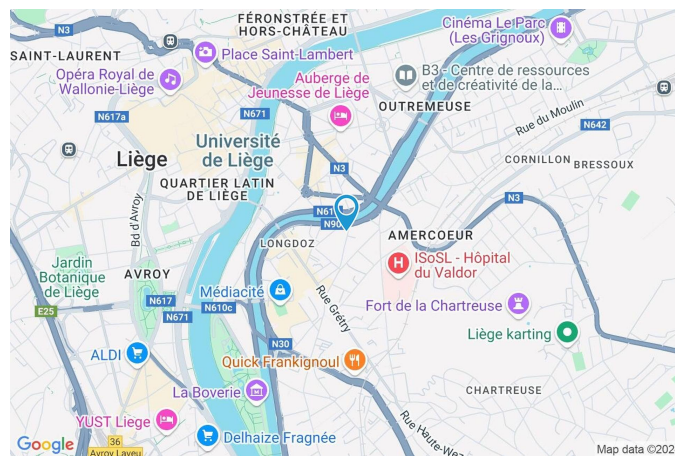 FÉRONSTRÉE ET
HORS-CHÂTEAU
Cinéma Le Parc
(Les Grignoux)
N3
SAINT-LAURENT
Place Saint-Lambert
Opéra Royal de
Wallonie-Liège
Auberge de
Jeunesse de Liège
B3 - Centre de ressources
et de créativité de la...
OUTREMEUSE
Rue du Moulin
N617a
N671
N642
Université
de Liège
Liège
N3
CORNILLON
BRESSOUX
QUARTIER LATIN
DE LIÈGE
N3
N61
N90
Bd d'Avroy
LONGDOZ
AMERCOEUR
ISoSL - Hôpital
du Valdor
Jardin
Botanique
de Liège
AVROY
Médiacité
Rue Grétry
Fort de la Chartreuse
E25
N617
N671
N610c
Liège karting
N30
ALDI
Quick Frankignoul
La Boverie
CHARTREUSE
YUST Liege
Rue Haute-Wez
36
Delhaize Fragnée
Avroy Laveu
Google
Map data ©202